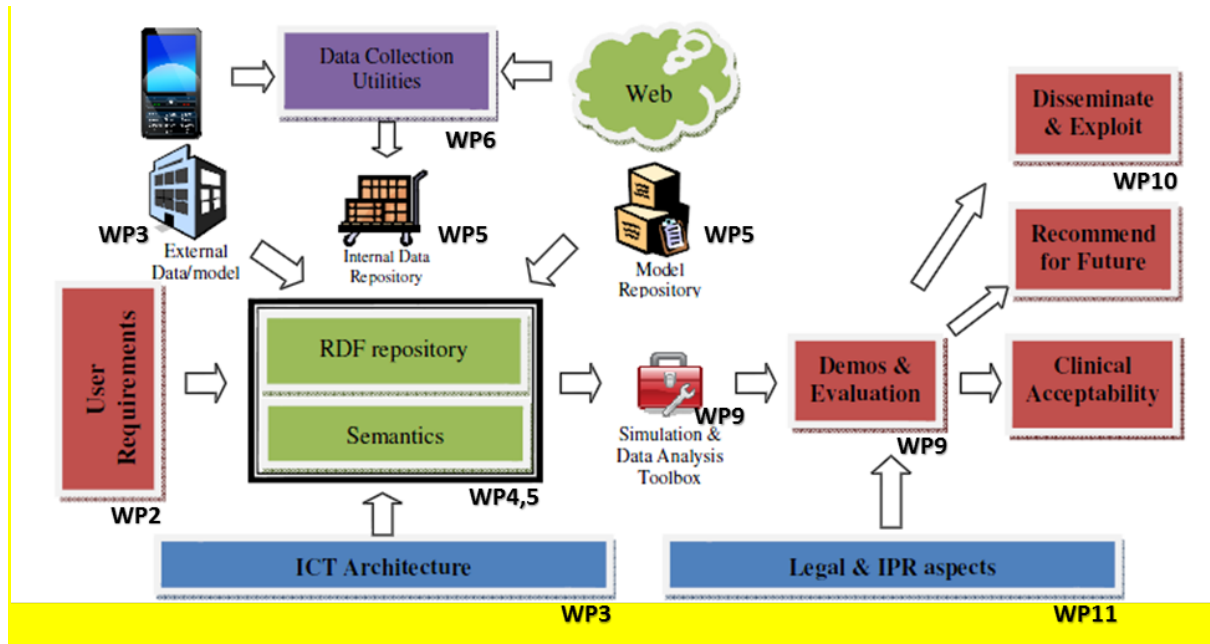 Data Collection
Utilities
WP6
Web
Disseminate
& Exploit
WP10
WP3
External
Data/model
Internal Data
Repository
WP5
Model
Repository
WP5
Recommend
for Future
User
Requirements
WP2
RDF repository
Semantics
WP4,5
WP9
Simulation &
Data Analysis
Toolbox
Demos &
Evaluation
WP9
Clinical
Acceptability
ICT Architecture
WP3
Legal & IPR aspects
WP11